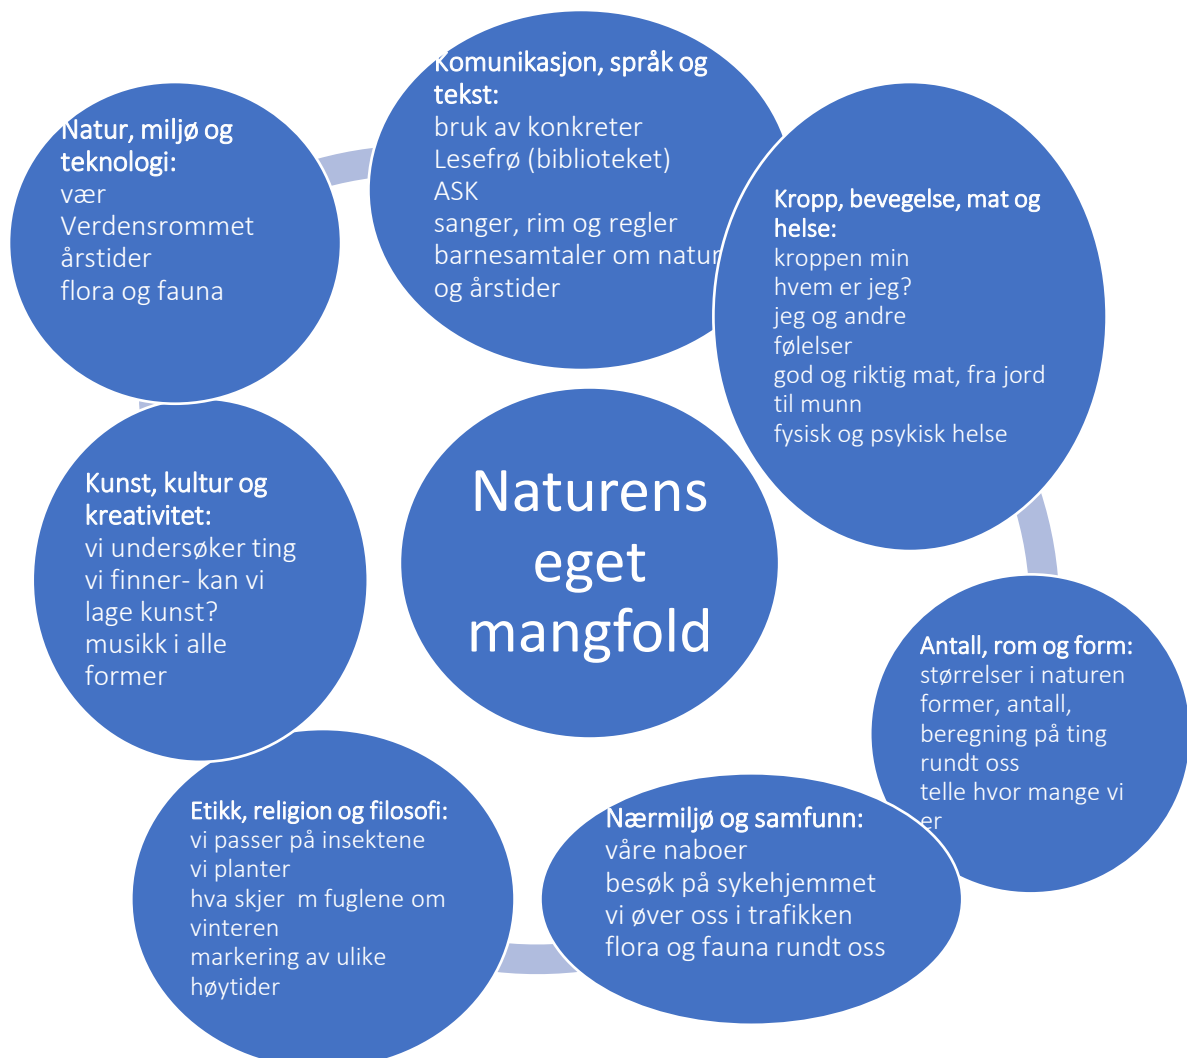 Komunikasjon, språk og
tekst:
bruk av konkreter
Lesefrø (biblioteket)
ASK
sanger, rim og regler
barnesamtaler om natur
og årstider
Kropp, bevegelse, mat og
helse:
kroppen min
hvem er jeg?
jeg og andre
følelser
god og riktig mat, fra jord
til munn
fysisk og psykisk helse
Antall, rom og form:
størrelser i naturen
former, antall,
beregning på ting
rundt oss
telle hvor mange vi
er
Nærmiljø og samfunn:
våre naboer
besøk på sykehjemmet
vi øver oss i trafikken
flora og fauna rundt oss
Etikk, religion og filosofi:
vi passer på insektene
vi planter
hva skjer  m fuglene om
vinteren
markering av ulike
høytider
Kunst, kultur og
kreativitet:
vi undersøker ting
vi finner- kan vi
lage kunst?
musikk i alle
former
Natur, miljø og
teknologi:
vær
Verdensrommet
årstider
flora og fauna
Naturens
eget
mangfold